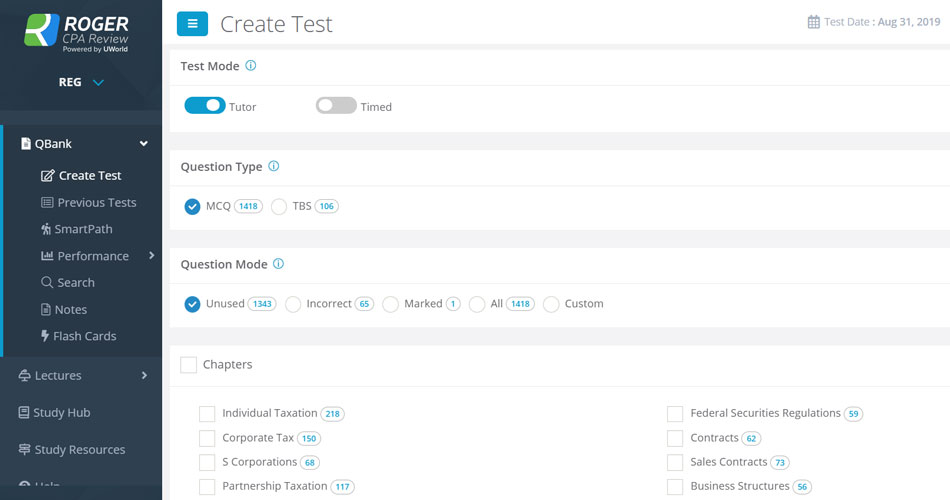 ROGER
CPA Review
Powered by UWorld
REG
QBank
Create Test
Previous Tests
SmartPath
Performance
Search
Notes
Flash Cards
Lectures
Study Hub
Study Resources
Help
Create Test
Test Date : Aug 31, 2019
Test Mode
Tutor Timed
Question Type
MCQ 1418 TBS 106
Question Mode
Unused 1343 Incorrect 65 Marked 1 All 1418 Custom
Chapters
Individual Taxation 218
Corporate Tax 150
S Corporations 68
Partnership Taxation 117
Federal Securities Regulations 59
Contracts 62
Sales Contracts 73
Business Structures 56